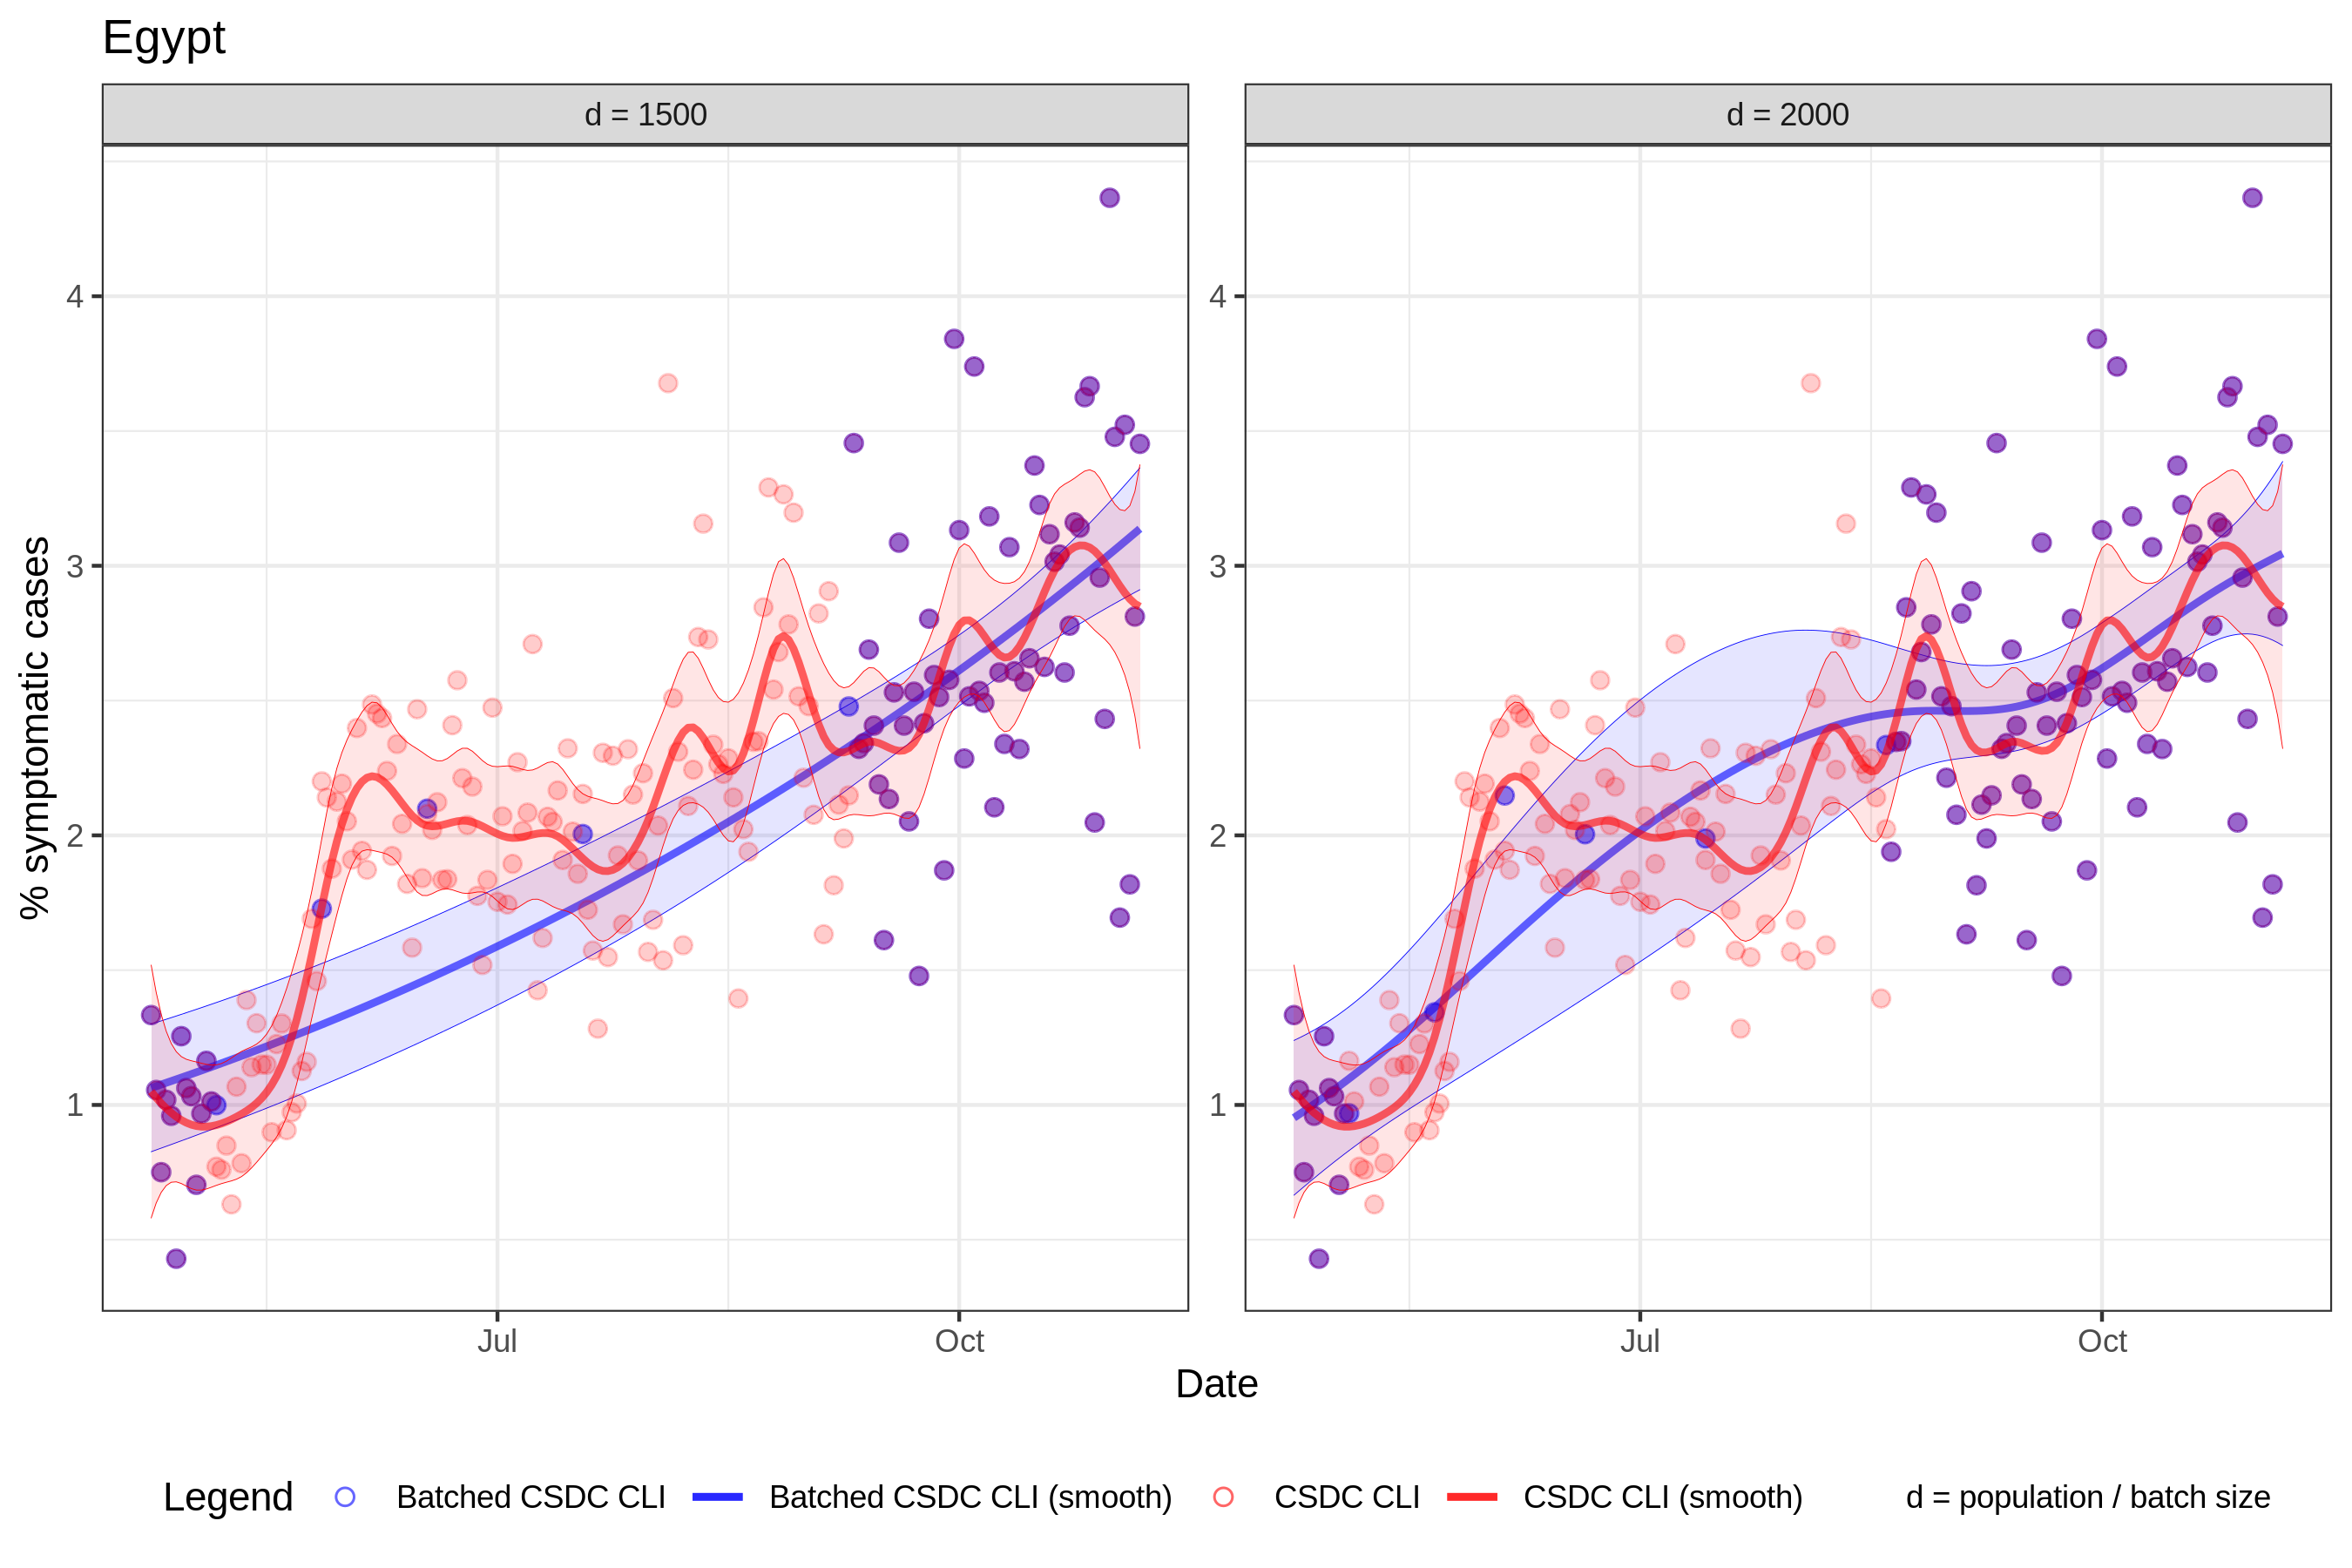 Egypt
d = 1500
d = 2000
% symptomatic cases
4
3
2
1
4
3
2
1
Jul
Oct
Jul
Oct
Date
Legend
Batched CSDC CLI
Batched CSDC CLI (smooth)
CSDC CLI
CSDC CLI (smooth)
d = population / batch size